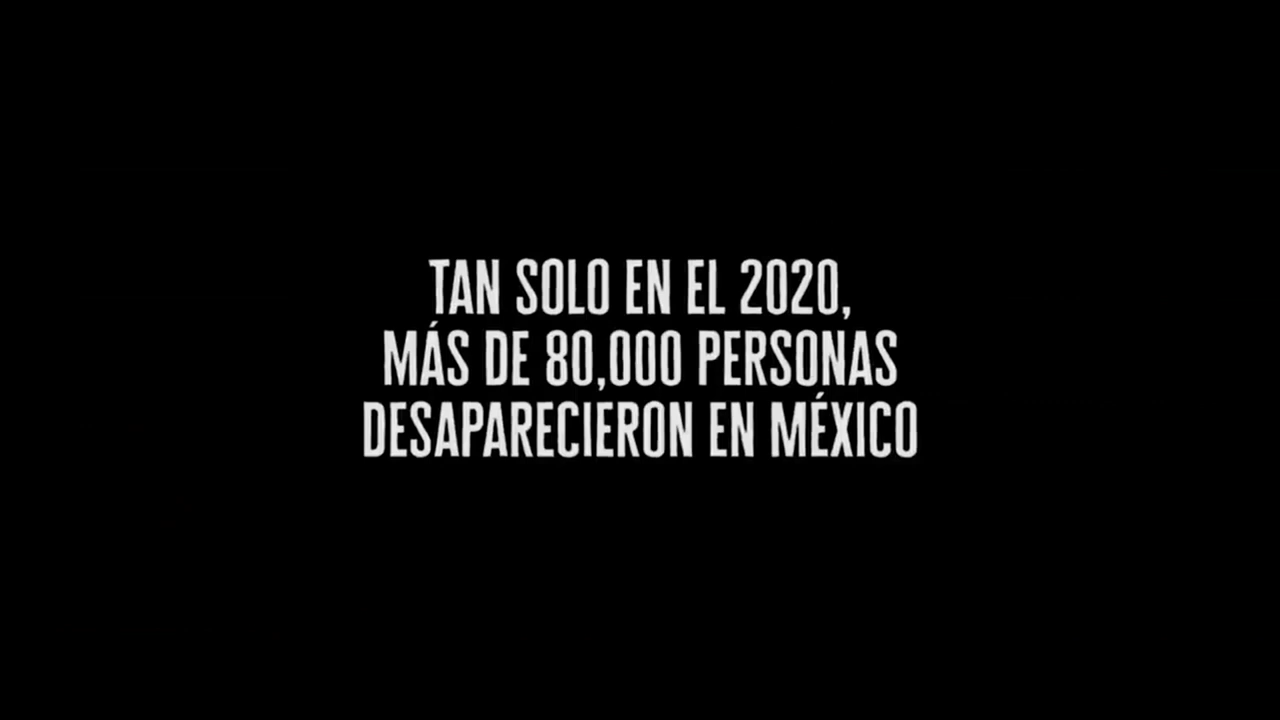 TAN SOLO EN EL 2020,
MÁS DE 80,000 PERSONAS
DESAPARECIERON EN MÉXICO